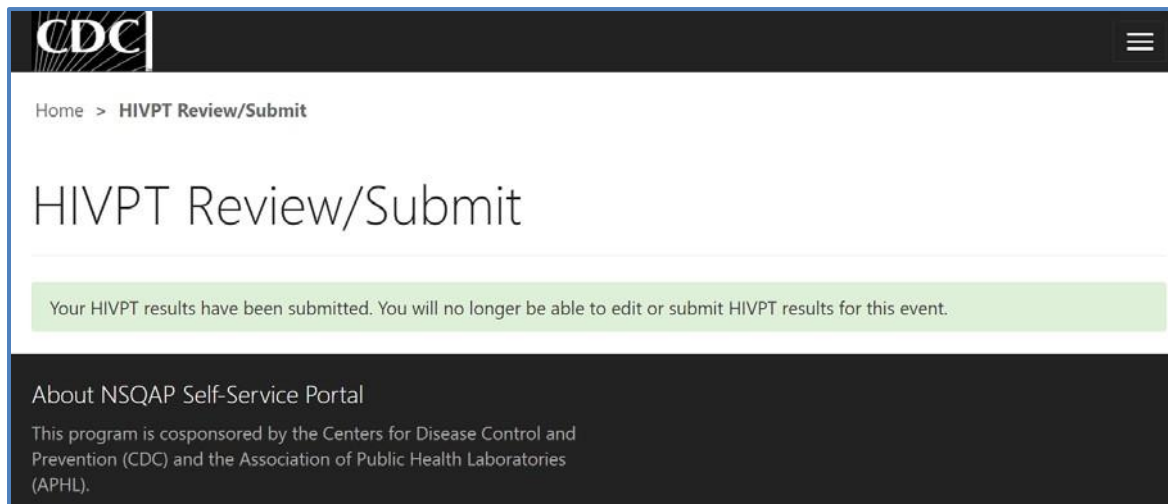 CDC
Home > HIVPT Review/Submit
HIVPT Review/Submit
Your HIVPT results have been submitted. You will no longer be able to edit or submit HIVPT results for this event.
About NSQAP Self-Service Portal
This program is cosponsored by the Centers for Disease Control and
Prevention (CDC) and the Association of Public Health Laboratories
(APHL).